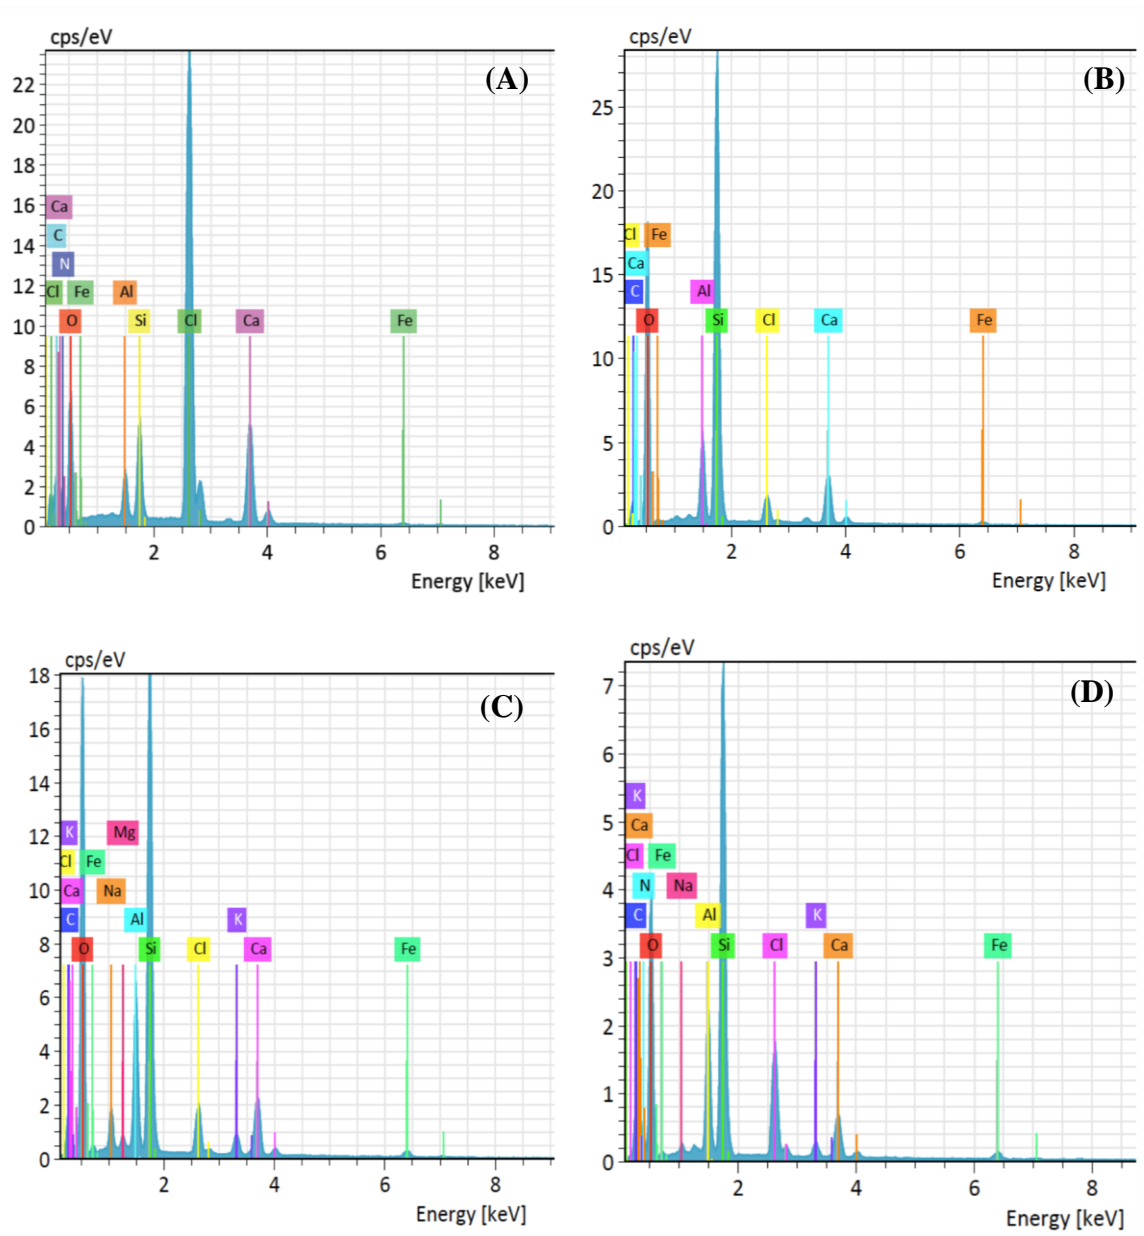 cps/eV
(A)
22
20
18
16
14
12
10
8
6
4
2
0
Ca
C
N
Cl Fe Al
O Si Cl Ca Fe
2 4 6 8
Energy [keV]
cps/eV
(B)
25
20
15
10
5
0
Cl Fe
Ca
C Al
O Si Cl Ca Fe
2 4 6 8
Energy [keV]
cps/eV
(C)
18
16
14
12
10
8
6
4
2
0
K Mg
Cl Fe
Ca Na
C Al K
O Si Cl Ca Fe
2 4 6 8
Energy [keV]
cps/eV
(D)
7
6
5
4
3
2
1
0
K
Ca
Cl Fe
N Na
C Al K
O Si Cl Ca Fe
2 4 6 8
Energy [keV]